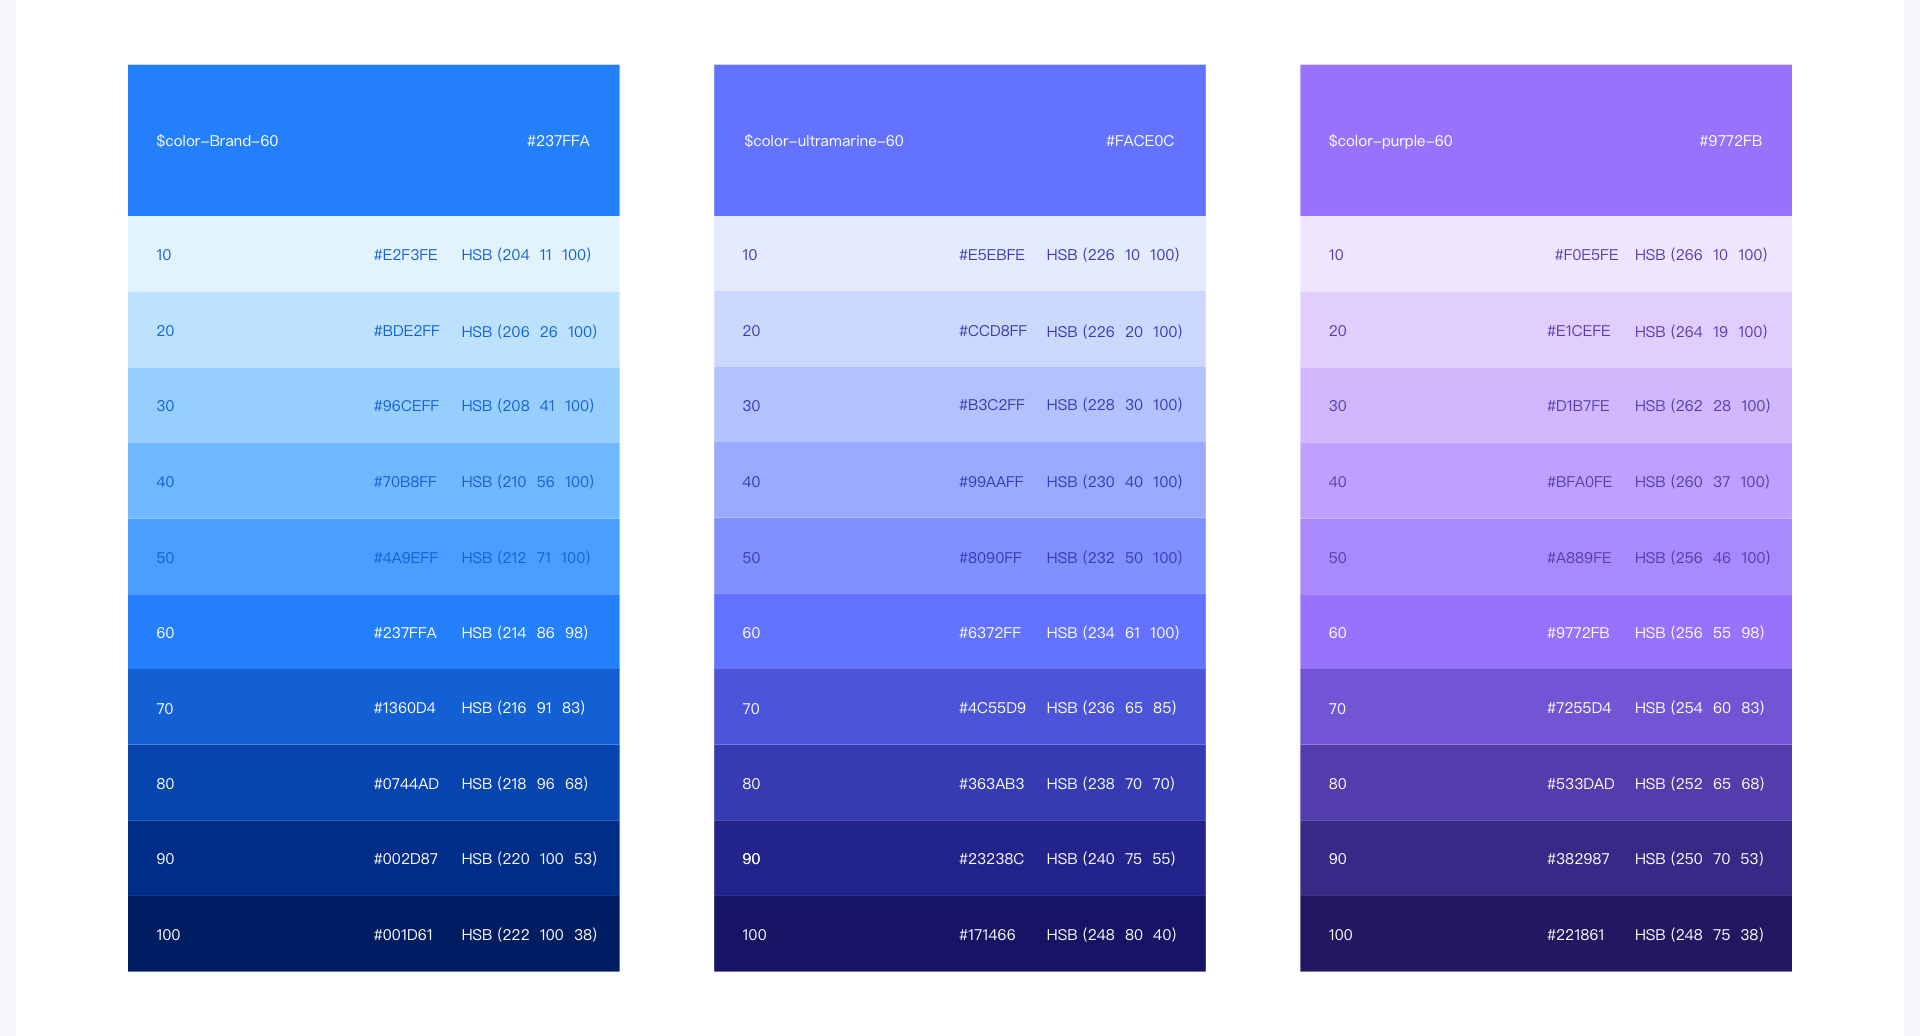 $color–Brand–60 #237FFA
10 #E2F3FE HSB (204 11 100)
20 #BDE2FF HSB (206 26 100)
30 #96CEFF HSB (208 41 100)
40 #70B8FF HSB (210 56 100)
50 #4A9EFF HSB (212 71 100)
60 #237FFA HSB (214 86 98)
70 #1360D4 HSB (216 91 83)
80 #0744AD HSB (218 96 68)
90 #002D87 HSB (220 100 53)
100 #001D61 HSB (222 100 38)
$color–ultramarine–60 #FACE0C
10 #E5EBFE HSB (226 10 100)
20 #CCD8FF HSB (226 20 100)
30 #B3C2FF HSB (228 30 100)
40 #99AAFF HSB (230 40 100)
50 #8090FF HSB (232 50 100)
60 #6372FF HSB (234 61 100)
70 #4C55D9 HSB (236 65 85)
80 #363AB3 HSB (238 70 70)
90 #23238C HSB (240 75 55)
100 #171466 HSB (248 80 40)
$color–purple–60 #9772FB
10 #F0E5FE HSB (266 10 100)
20 #E1CEFE HSB (264 19 100)
30 #D1B7FE HSB (262 28 100)
40 #BFA0FE HSB (260 37 100)
50 #A889FE HSB (256 46 100)
60 #9772FB HSB (256 55 98)
70 #7255D4 HSB (254 60 83)
80 #533DAD HSB (252 65 68)
90 #382987 HSB (250 70 53)
100 #221861 HSB (248 75 38)